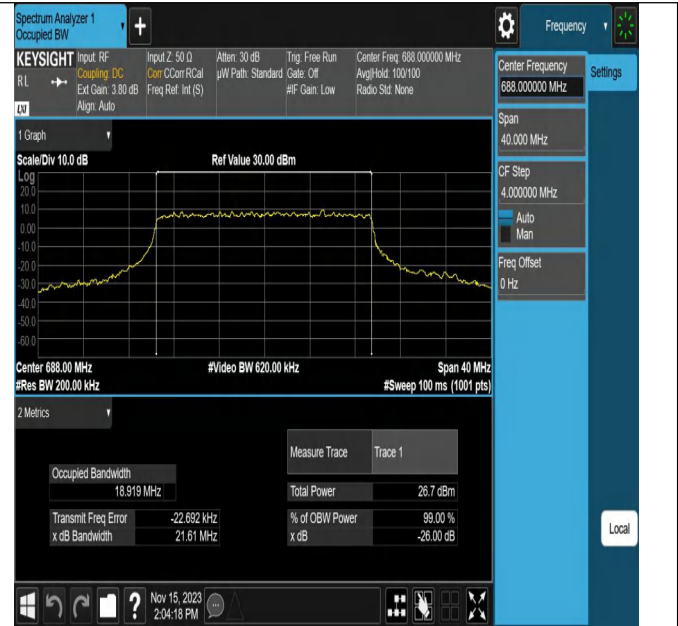 Spectrum Analyzer 1
Occupied BW
Frequency
KEYSIGHT
RL
LXI
Input: RF
Coupling: DC
Ext Gain: 3.80 dB
Align: Auto
Input Z: 50 Ω
Corr CCorr RCal
Freq Ref: Int (S)
Atten: 30 dB
µW Path: Standard
Trig: Free Run
Gate: Off
#IF Gain: Low
Center Freq: 688.000000 MHz
Avg|Hold: 100/100
Radio Std: None
Center Frequency
688.000000 MHz
Settings
Span
40.000 MHz
CF Step
4.000000 MHz
Auto
Man
Freq Offset
0 Hz
1 Graph
Scale/Div 10.0 dB
Ref Value 30.00 dBm
Log
20.0
10.0
0.00
-10.0
-20.0
-30.0
-40.0
-50.0
-60.0
Center 688.00 MHz
#Video BW 620.00 kHz
Span 40 MHz
#Res BW 200.00 kHz
#Sweep 100 ms (1001 pts)
2 Metrics
Measure Trace
Trace 1
Occupied Bandwidth
18.919 MHz
Total Power
26.7 dBm
Transmit Freq Error
-22.692 kHz
% of OBW Power
99.00 %
x dB Bandwidth
21.61 MHz
x dB
-26.00 dB
Local
?
Nov 15, 2023
2:04:18 PM